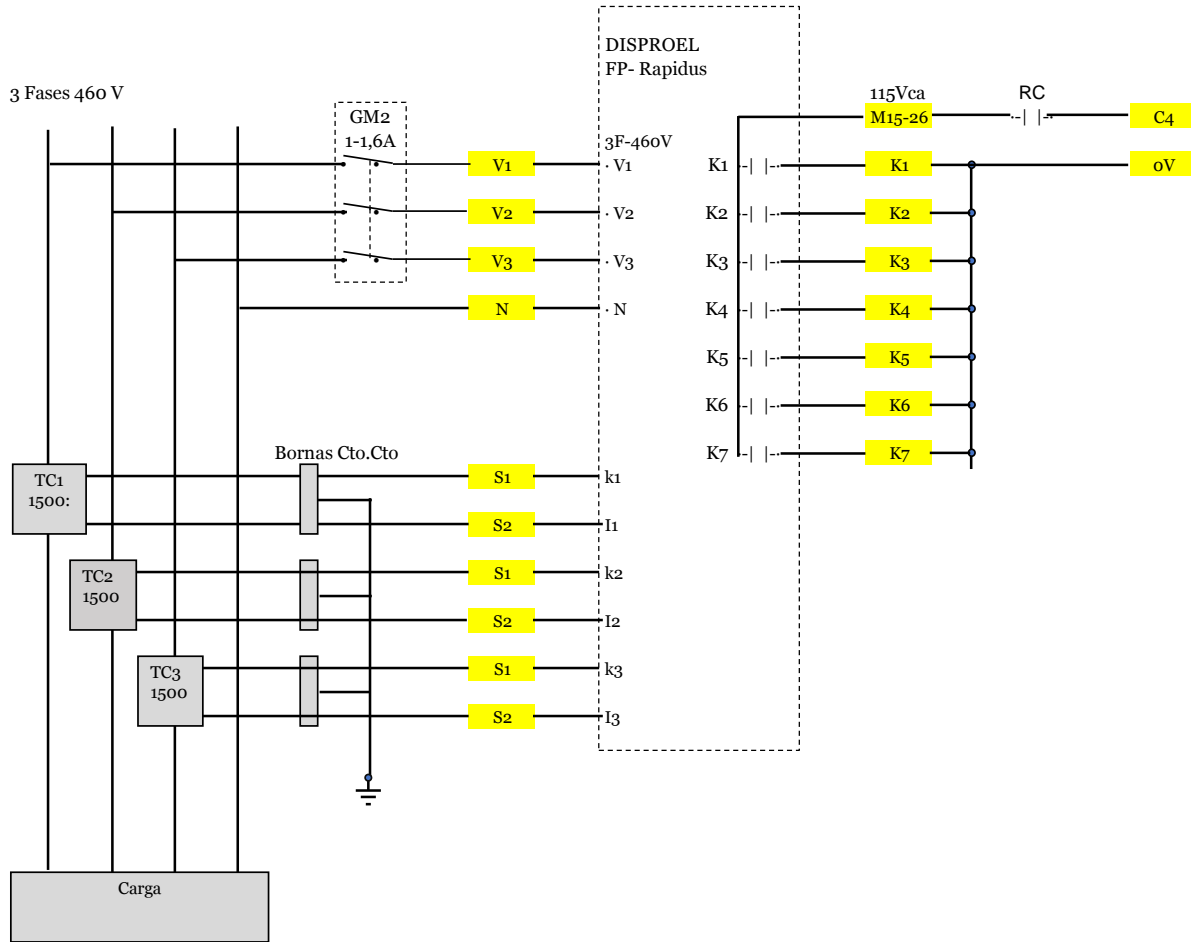 DISPROEL
FP- Rapidus
3 Fases 460 V
GM2
1-1,6A
115Vca
RC
M15-26
C4
3F-460V
V1
· V1
K1
K1
0V
V2
· V2
K2
K2
V3
· V3
K3
K3
N
· N
K4
K4
K5
K5
K6
K6
K7
K7
Bornas Cto.Cto
TC1
1500:
S1
k1
S2
I1
TC2
1500
S1
k2
S2
I2
TC3
1500
S1
k3
S2
I3
Carga